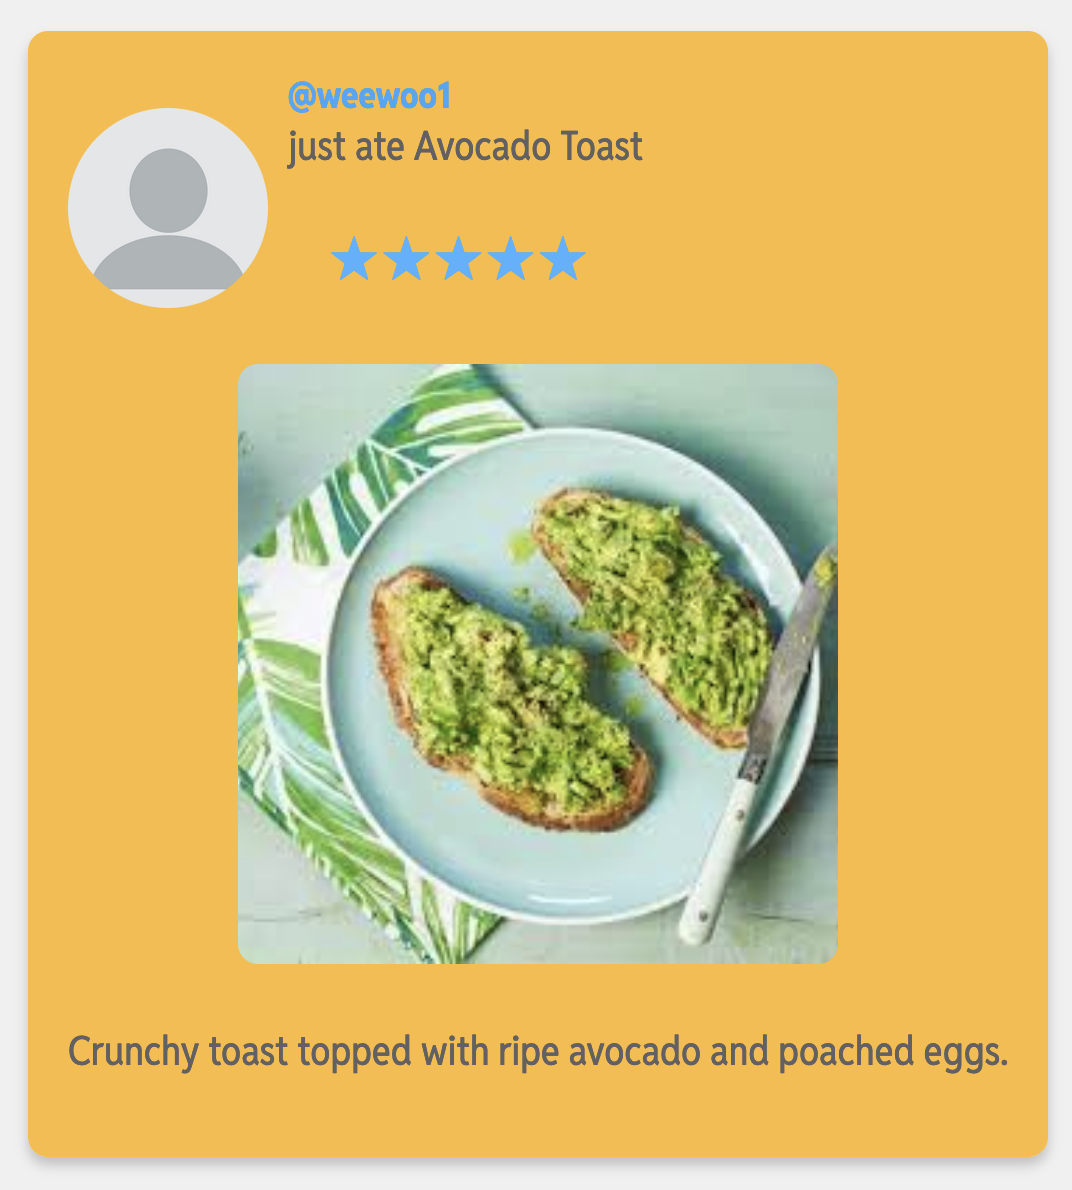 @weewoo1
just ate Avocado Toast
Crunchy toast topped with ripe avocado and poached eggs.